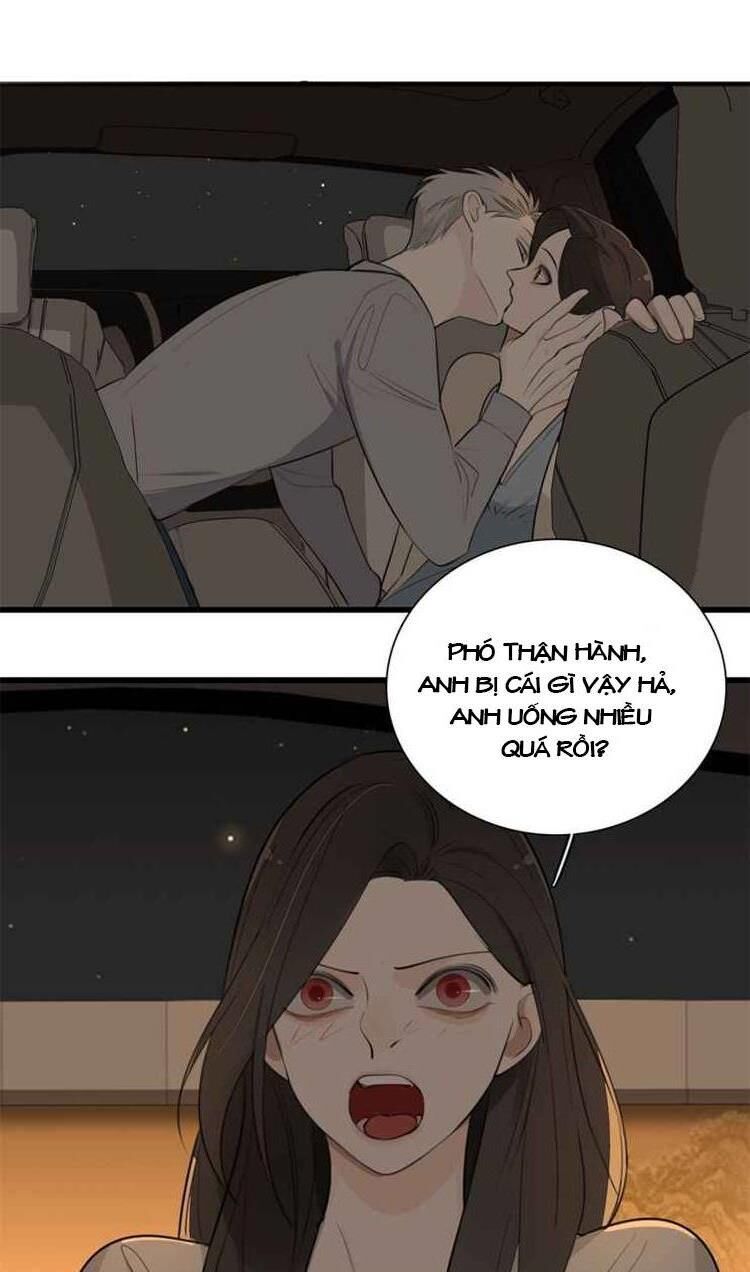 PHÓ THẬN HÀNH,
ANH BỊ CÁI GÌ VẬY HẢ,
ANH UỐNG NHIỀU
QUÁ RỒI?